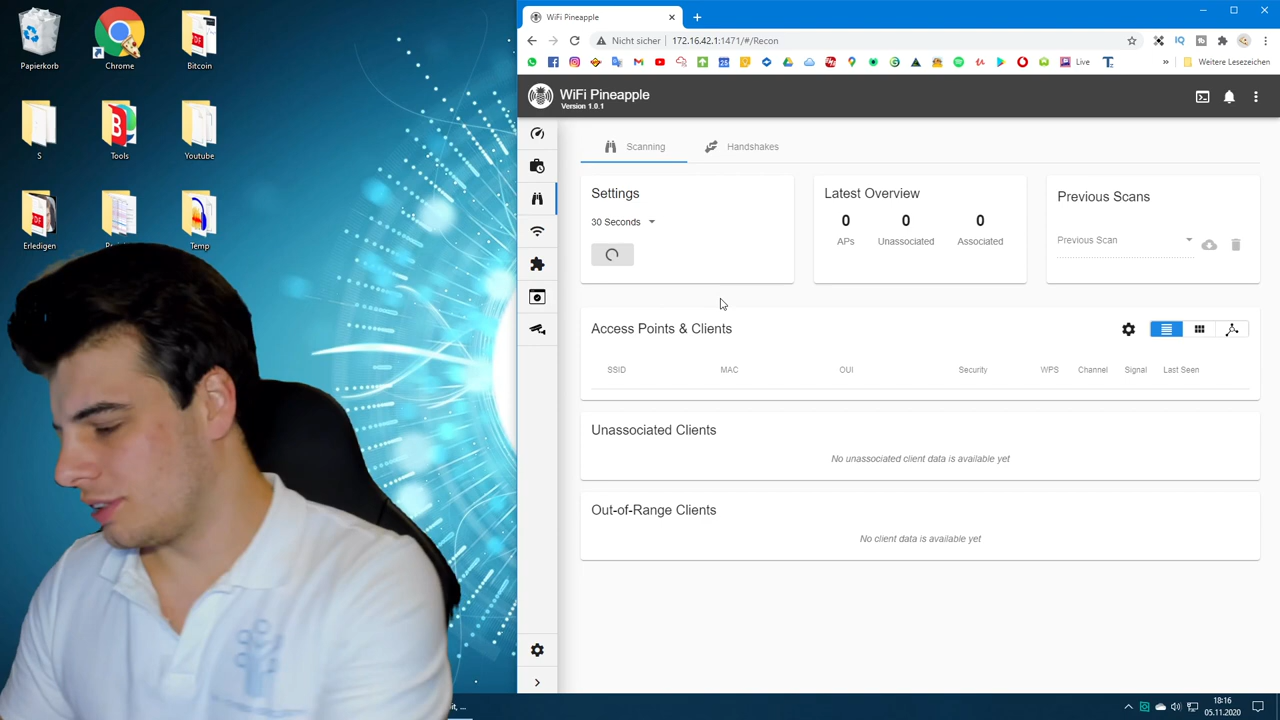 Papierkorb
Chrome
Bitcoin
S
Tools
Youtube
Erledigen
Temp
WiFi Pineapple
Nicht sicher
172.16.42.1:1471/#/Recon
IQ
Live
»
Weitere Lesezeichen
WiFi Pineapple
Version 1.0.1
Scanning
Handshakes
Settings
30 Seconds
Latest Overview
0 0 0
APs Unassociated Associated
Previous Scans
Previous Scan
Access Points & Clients
SSID MAC OUI Security WPS Channel Signal Last Seen
Unassociated Clients
No unassociated client data is available yet
Out-of-Range Clients
No client data is available yet
18:16
05.11.2020